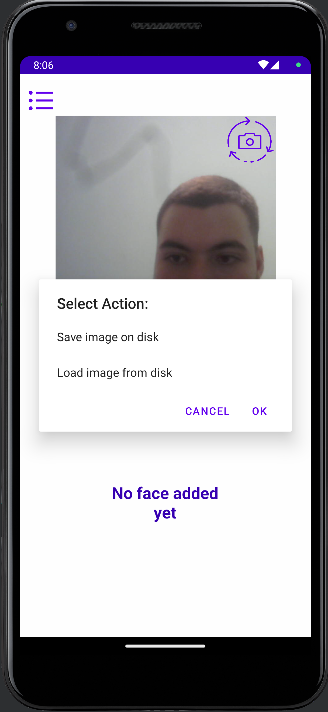 8:06
Select Action:
Save image on disk
Load image from disk
CANCEL OK
No face added
yet